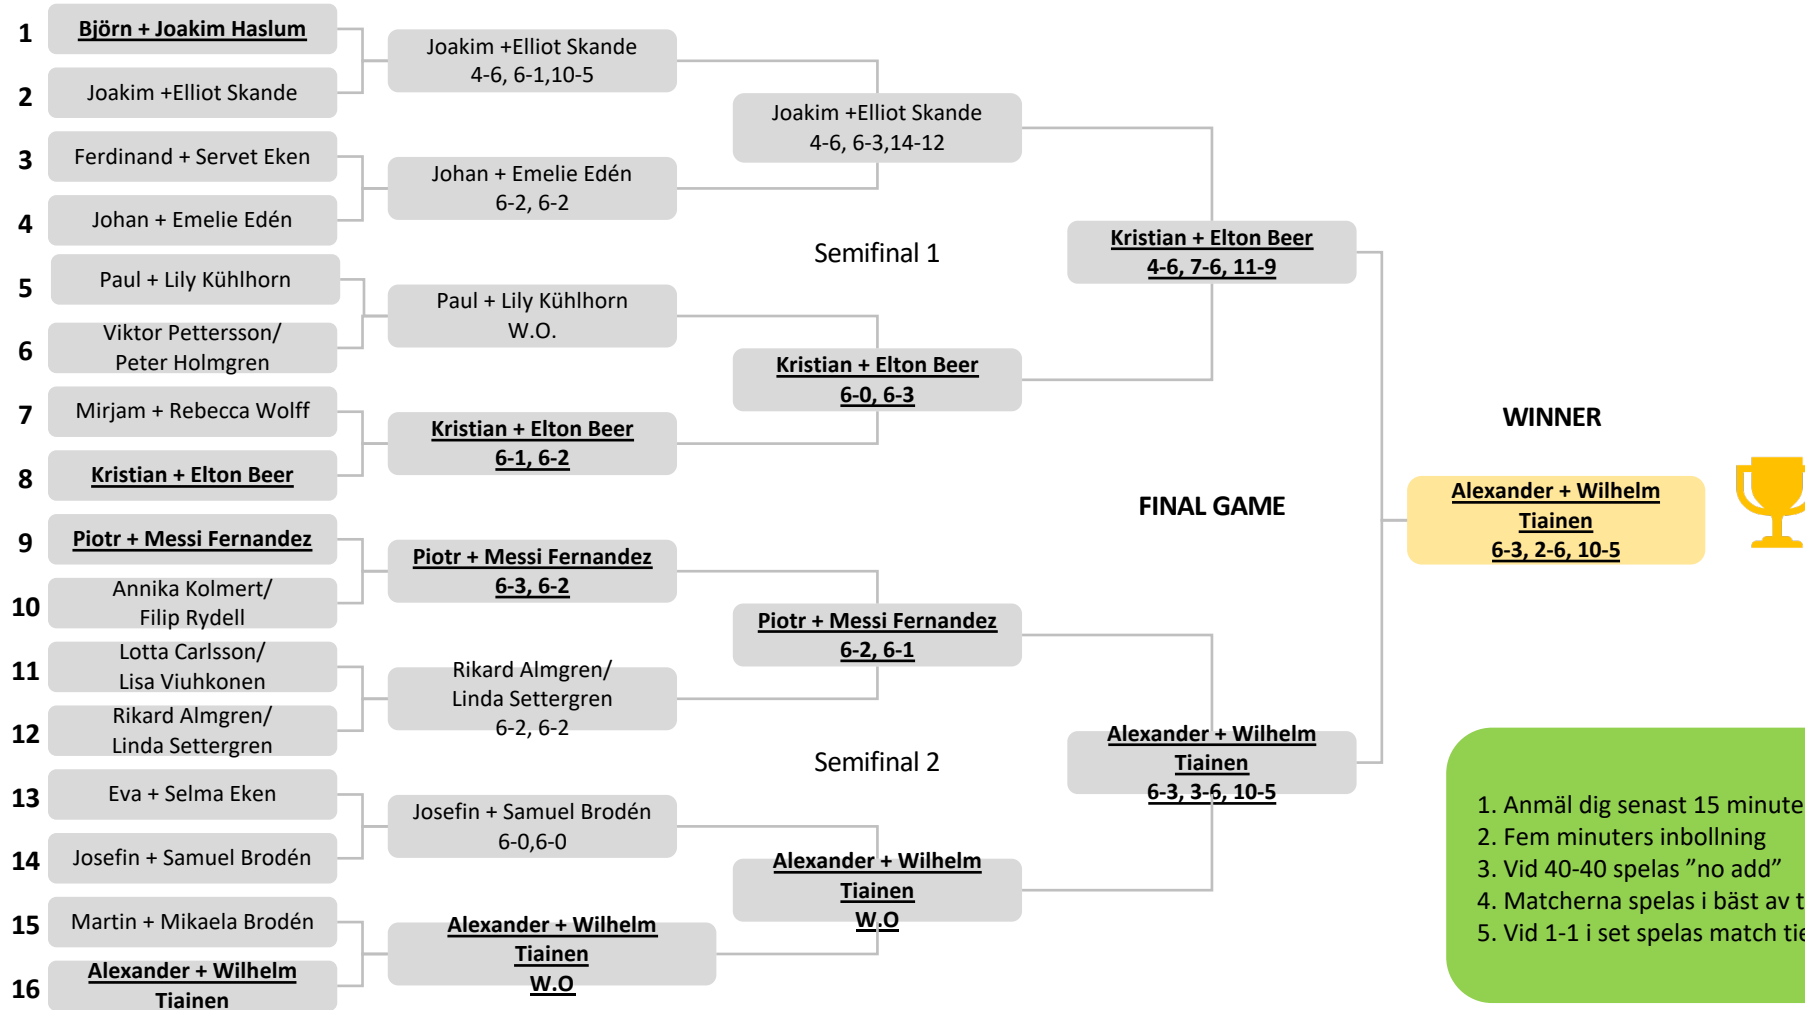 1
Björn + Joakim Haslum
2
Joakim +Elliot Skande
3
Ferdinand + Servet Eken
4
Johan + Emelie Edén
5
Paul + Lily Kühlhorn
6
Viktor Pettersson/
Peter Holmgren
7
Mirjam + Rebecca Wolff
8
Kristian + Elton Beer
9
Piotr + Messi Fernandez
10
Annika Kolmert/
Filip Rydell
11
Lotta Carlsson/
Lisa Viuhkonen
12
Rikard Almgren/
Linda Settergren
13
Eva + Selma Eken
14
Josefin + Samuel Brodén
15
Martin + Mikaela Brodén
16
Alexander + Wilhelm
Tiainen
Joakim +Elliot Skande
4-6, 6-1,10-5
Johan + Emelie Edén
6-2, 6-2
Paul + Lily Kühlhorn
W.O.
Kristian + Elton Beer
6-1, 6-2
Piotr + Messi Fernandez
6-3, 6-2
Rikard Almgren/
Linda Settergren
6-2, 6-2
Josefin + Samuel Brodén
6-0,6-0
Alexander + Wilhelm
Tiainen
W.O
Joakim +Elliot Skande
4-6, 6-3,14-12
Semifinal 1
Kristian + Elton Beer
6-0, 6-3
Piotr + Messi Fernandez
6-2, 6-1
Semifinal 2
Alexander + Wilhelm
Tiainen
W.O
Kristian + Elton Beer
4-6, 7-6, 11-9
FINAL GAME
Alexander + Wilhelm
Tiainen
6-3, 3-6, 10-5
WINNER
Alexander + Wilhelm
Tiainen
6-3, 2-6, 10-5
1. Anmäl dig senast 15 minute
2. Fem minuters inbollning
3. Vid 40-40 spelas ”no add”
4. Matcherna spelas i bäst av t
5. Vid 1-1 i set spelas match tie